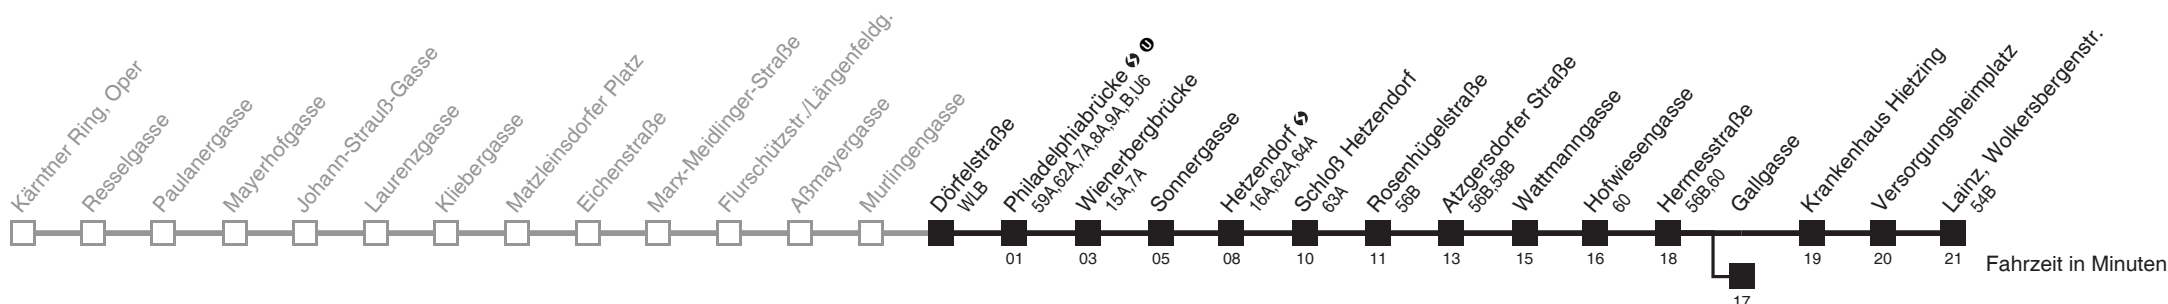 Kärntner Ring, Oper
Resselgasse
Paulanergasse
Mayerhofgasse
Johann-Strauß-Gasse
Laurenzgasse
Kliebergasse
Matzleinsdorfer Platz
Eichenstraße
Marx-Meidlinger-Straße
Flurschützstr./Längenfeldg.
Aßmayergasse
Murlingengasse
Dörfelstraße
WLB
Philadelphiabrücke S U
59A,62A,7A,8A,9A,B,U6
Wienerbergbrücke
15A,7A
Sonnergasse
Hetzendorf S
16A,62A,64A
Schloß Hetzendorf
63A
Rosenhügelstraße
56B
Atzgersdorfer Straße
56B,58B
Wattmanngasse
Hofwiesengasse
60
Hermesstraße
56B,60
Gallgasse
Krankenhaus Hietzing
Versorgungsheimplatz
Lainz, Wolkersbergenstr.
54B
01 03 05 08 10 11 13 15 16 18 19 20 21 Fahrzeit in Minuten
17